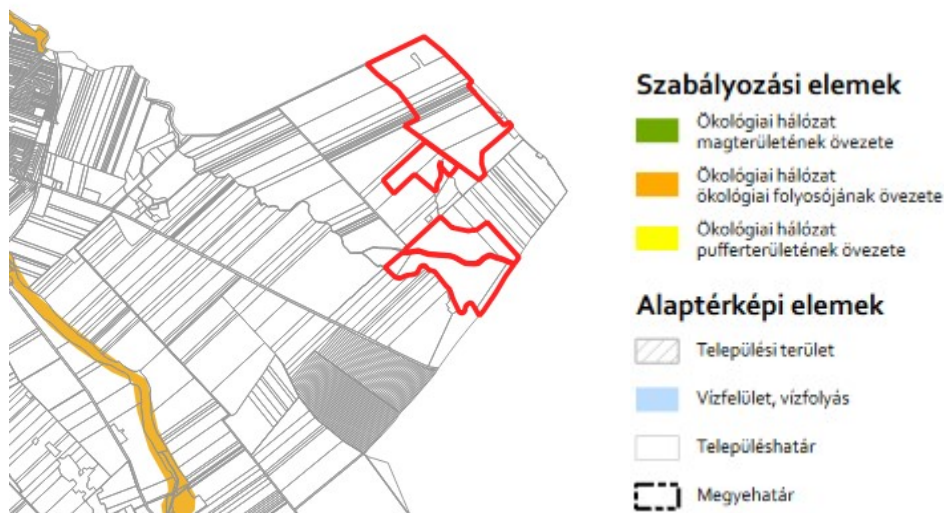 Szabályozási elemek
Ökológiai hálózat
magterületének övezete
Ökológiai hálózat
ökológiai folyosójának övezete
Ökológiai hálózat
pufferterületének övezete
Alaptérképi elemek
Települési terület
Vízfelület, vízfolyás
Településhatár
Megyehatár